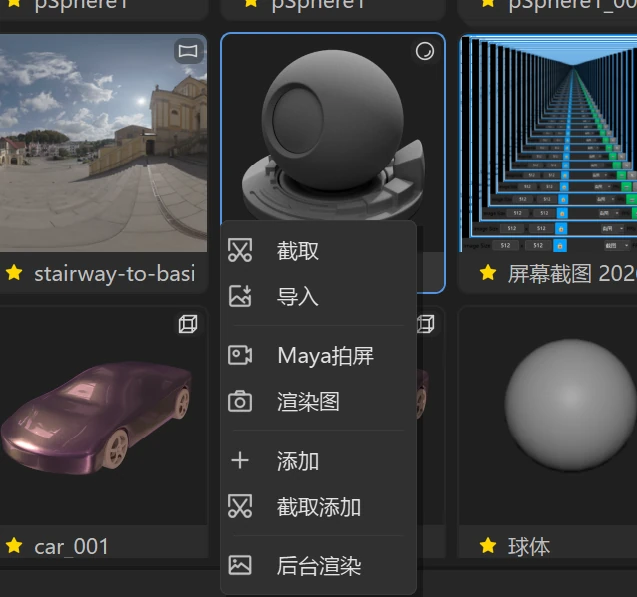 pSphere1
pSphere1
pSphere1_00
stairway-to-basi
屏幕截图 202
截取
导入
Maya拍屏
渲染图
添加
截取添加
后台渲染
car_001
球体